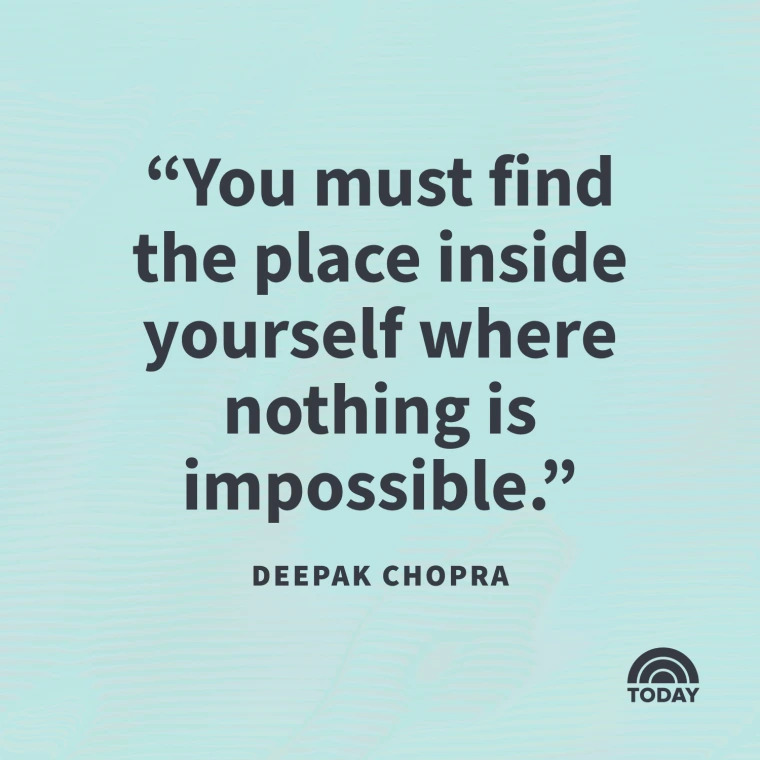 “You must find
the place inside
yourself where
nothing is
impossible.”
DEEPAK CHOPRA
TODAY